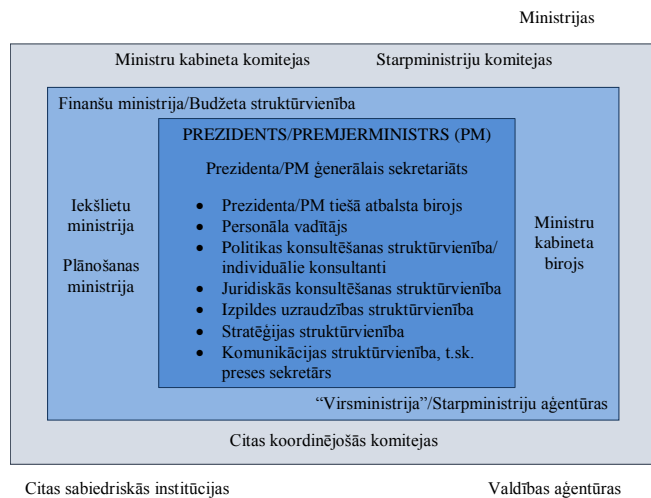 Ministrijas
Ministru kabineta komitejas
Starpministriju komitejas
Finanšu ministrija/Budžeta struktūrvienība
PREZIDENTS/PREMJERMINISTRS (PM)
Prezidenta/PM ģenerālais sekretariāts
Iekšlietu
ministrija
Plānošanas
ministrija
• Prezidenta/PM tiešā atbalsta birojs
• Personāla vadītājs
• Politikas konsultēšanas struktūrvienība/
individuālie konsultanti
• Juridiskās konsultēšanas struktūrvienība
• Izpildes uzraudzības struktūrvienība
• Stratēģijas struktūrvienība
• Komunikācijas struktūrvienība, t.sk.
preses sekretārs
Ministru
kabineta
birojs
“Virsministrija”/Starpministriju aģentūras
Citas koordinējošās komitejas
Citas sabiedriskās institūcijas
Valdības aģentūras